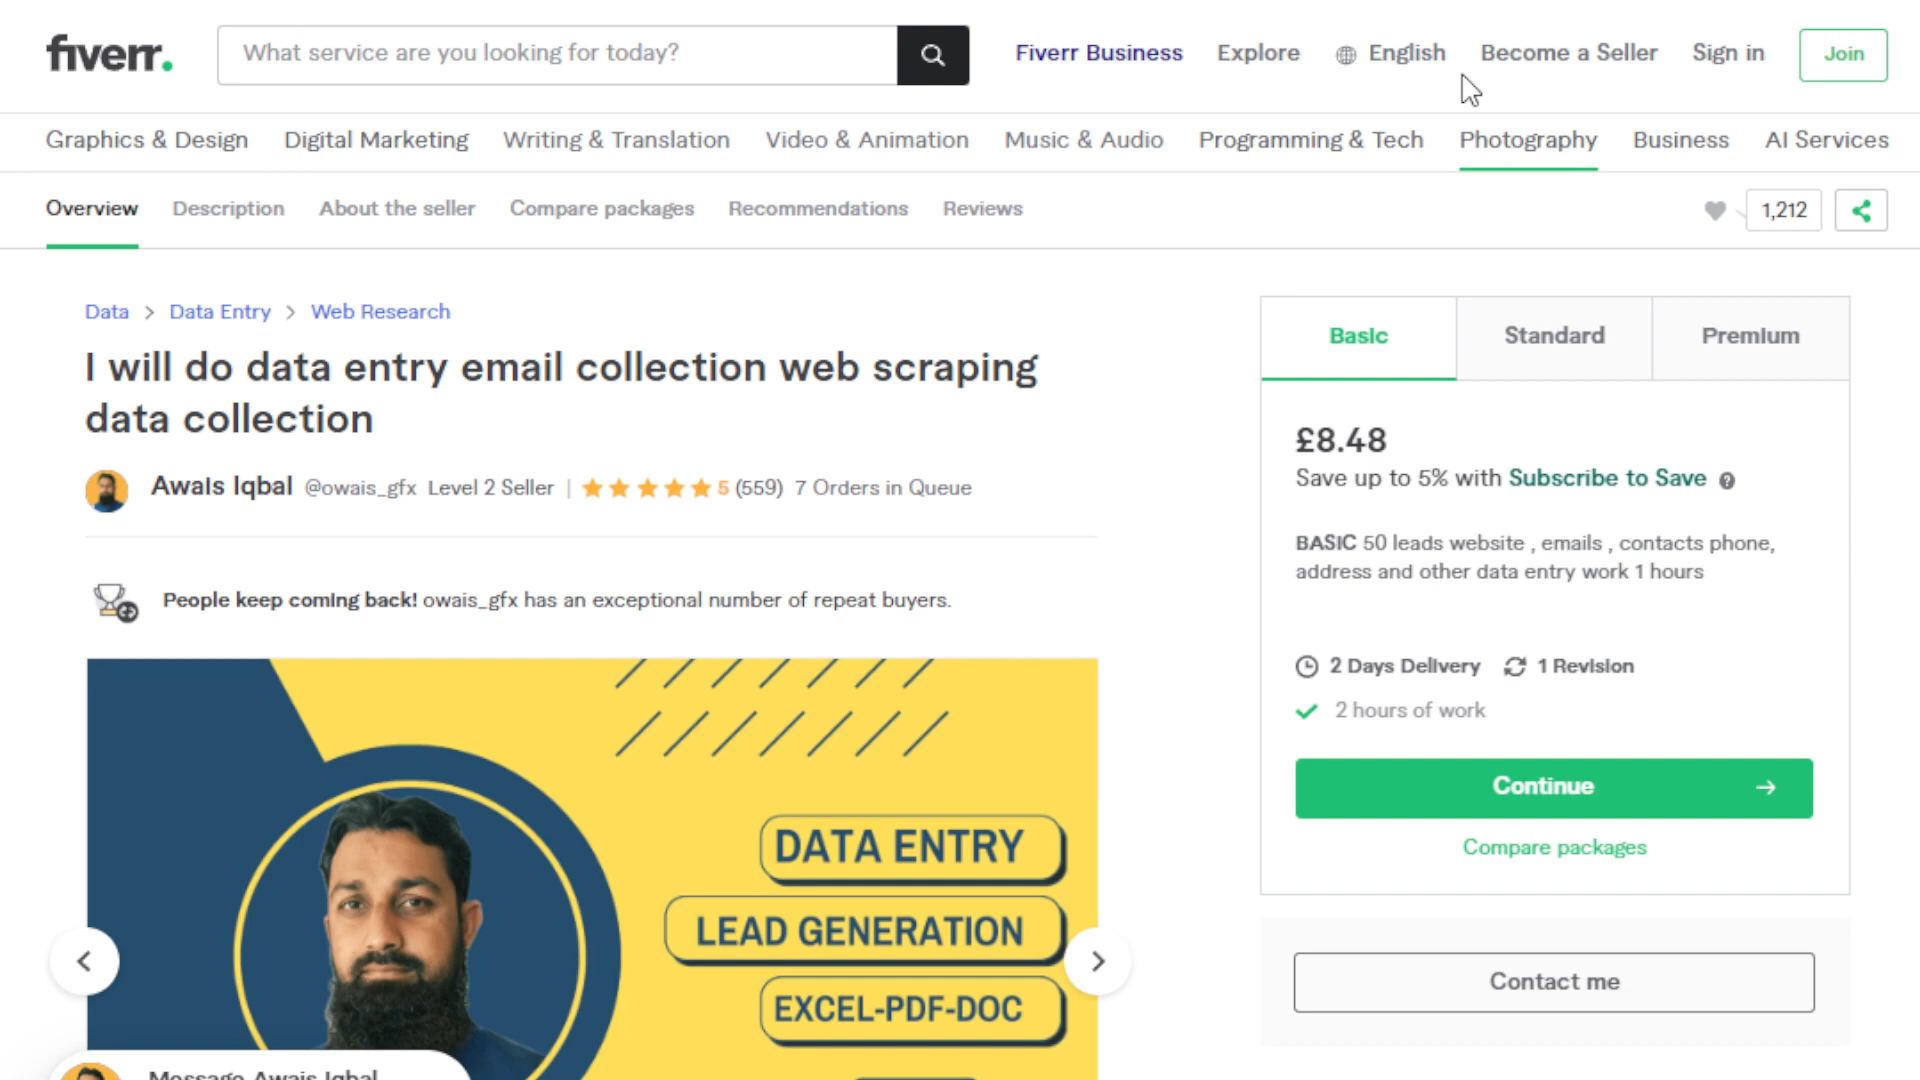 fiverr.
What service are you looking for today?
Fiverr Business
Explore
English
Become a Seller
Sign in
Join
Graphics & Design
Digital Marketing
Writing & Translation
Video & Animation
Music & Audio
Programming & Tech
Photography
Business
AI Services
Overview
Description
About the seller
Compare packages
Recommendations
Reviews
1,212
Data > Data Entry > Web Research
I will do data entry email collection web scraping
data collection
Awais Iqbal @owais_gfx Level 2 Seller | 5 (559) 7 Orders in Queue
People keep coming back! owais_gfx has an exceptional number of repeat buyers.
DATA ENTRY
LEAD GENERATION
EXCEL-PDF-DOC
Message Awais Iqbal
Basic
Standard
Premium
£8.48
Save up to 5% with Subscribe to Save ?
BASIC 50 leads website , emails , contacts phone,
address and other data entry work 1 hours
2 Days Delivery
1 Revision
2 hours of work
Continue
Compare packages
Contact me